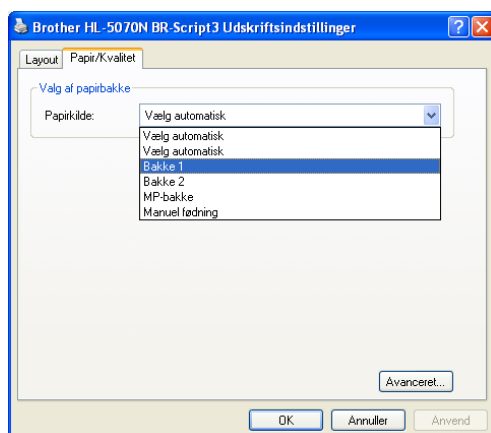 Brother HL-5070N BR-Script3 Udskriftsindstillinger
Layout Papir/Kvalitet
Valg af papirbakke
Papirkilde: Vælg automatisk
Vælg automatisk
Vælg automatisk
Bakke 1
Bakke 2
MP-bakke
Manuel fødning
Avanceret...
OK Annuller Anvend